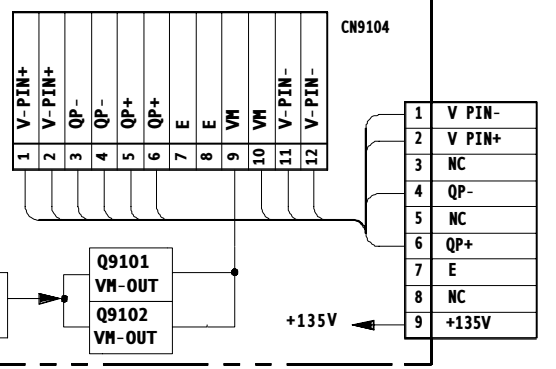 CN9104
V-PIN+
V-PIN+
QP-
QP-
QP+
QP+
E
E
VM
VM
V-PIN-
V-PIN-
1
2
3
4
5
6
7
8
9
10
11
12
1 V PIN-
2 V PIN+
3 NC
4 QP-
5 NC
6 QP+
7 E
8 NC
9 +135V
Q9101
VM-OUT
Q9102
VM-OUT
+135V